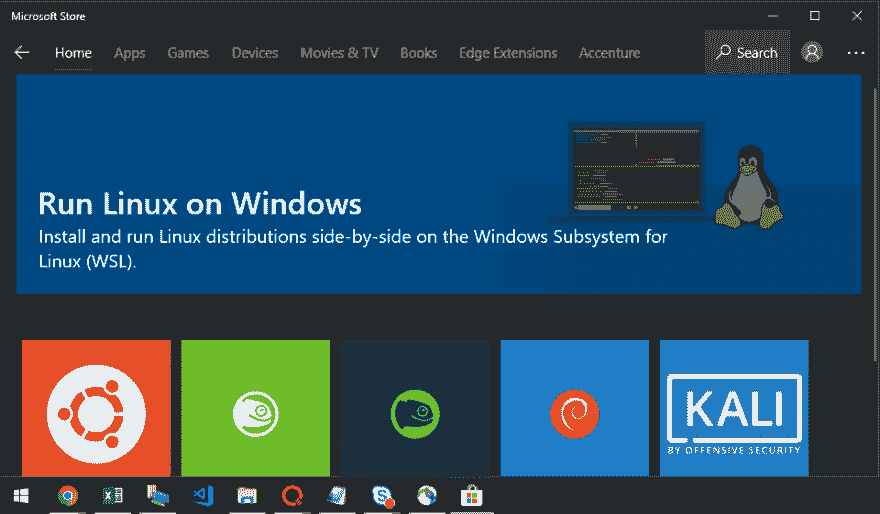 Microsoft Store
Home Apps Games Devices Movies & TV Books Edge Extensions Accenture Search
Run Linux on Windows
Install and run Linux distributions side-by-side on the Windows Subsystem for
Linux (WSL).
KALI
BY OFFENSIVE SECURITY